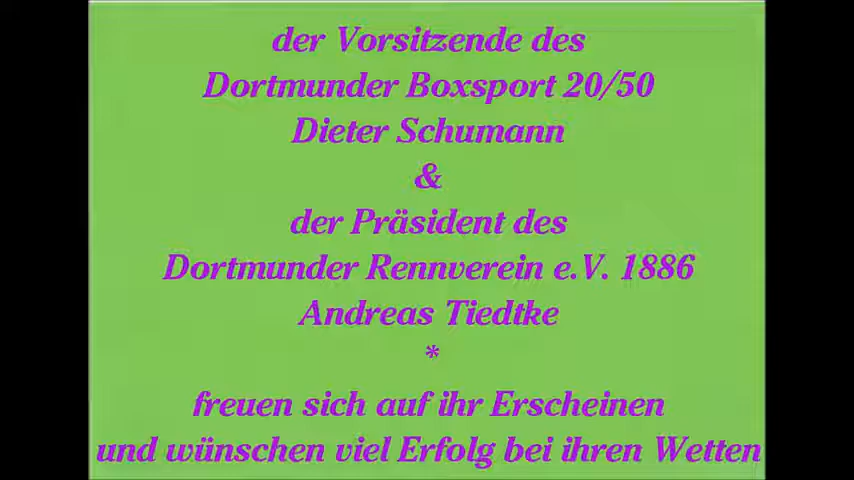 der Vorsitzende des
Dortmunder Boxsport 20/50
Dieter Schumann
&
der Präsident des
Dortmunder Rennverein e.V. 1886
Andreas Tiedtke
*
freuen sich auf ihr Erscheinen
und wünschen viel Erfolg bei ihren Wetten